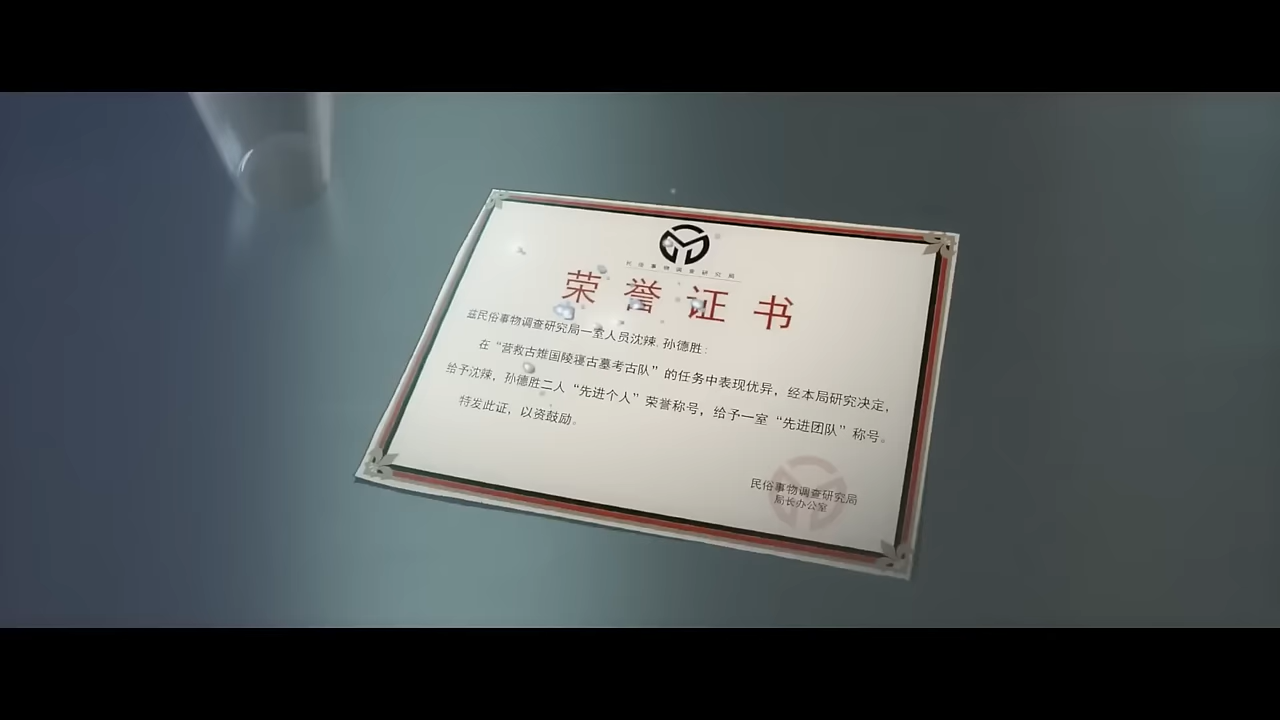 民俗事物调查研究局
荣誉证书
兹民俗事物调查研究局一室人员沈辣.孙德胜:
在“营救古雉国陵寝古墓考古队”的任务中表现优异，经本局研究决定，
给予沈辣，孙德胜二人“先进个人”荣誉称号，给予一室“先进团队”称号。
特发此证，以资鼓励。
民俗事物调查研究局
局长办公室